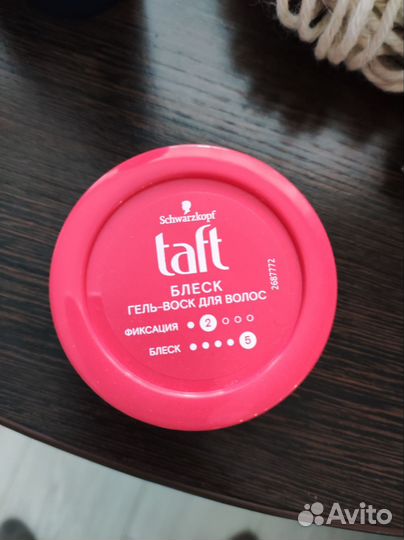 Schwarzkopf
taft
БЛЕСК
ГЕЛЬ-ВОСК ДЛЯ ВОЛОС
ФИКСАЦИЯ 2
БЛЕСК 5
2687772
Avito